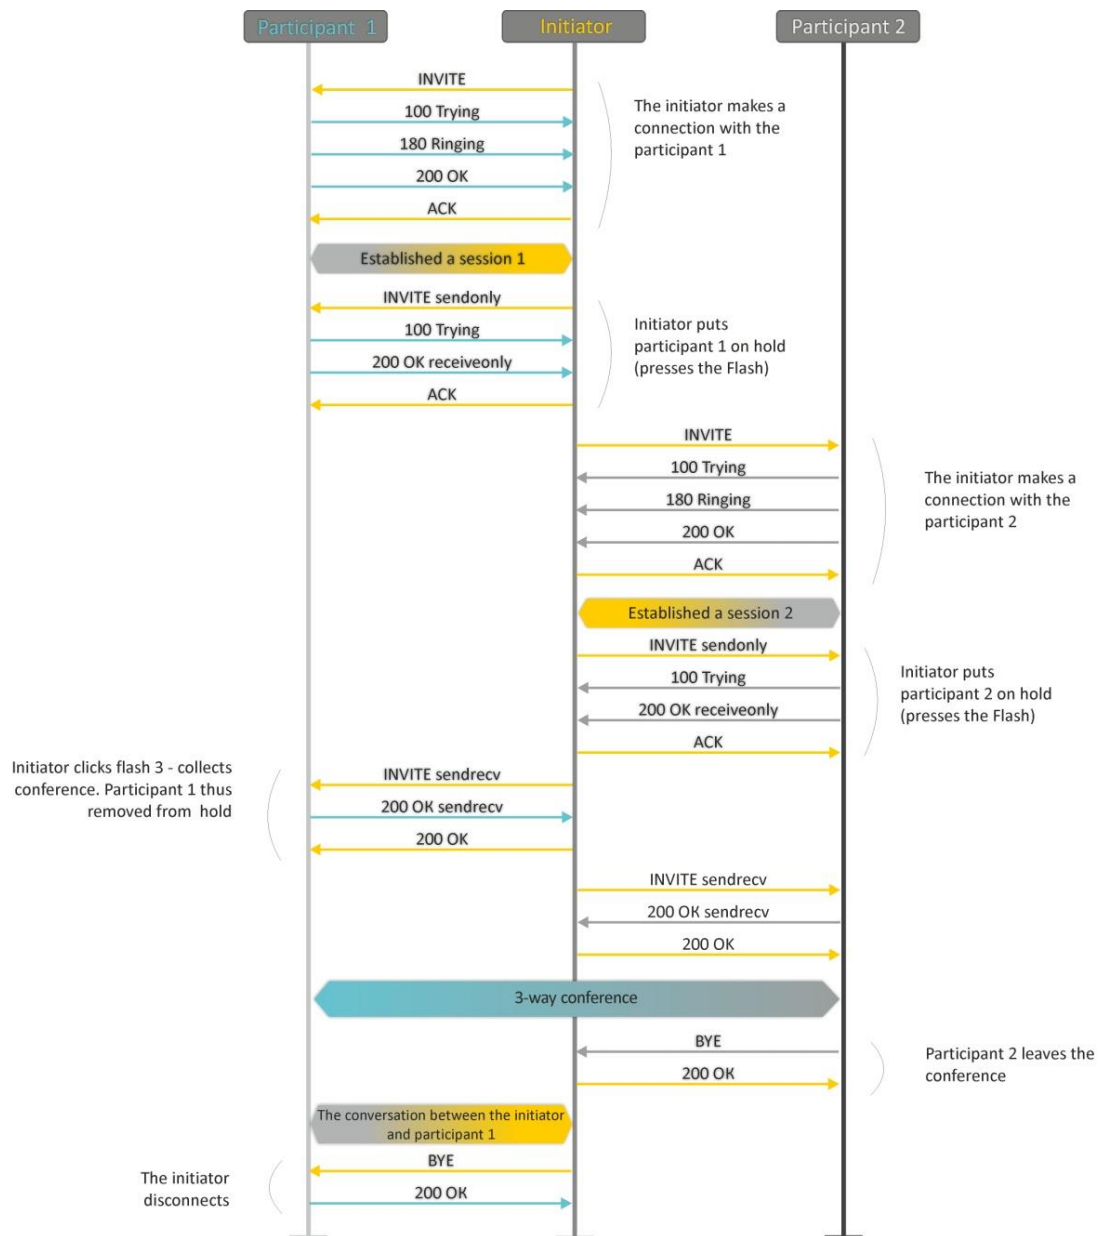 Participant 1
Initiator
Participant 2
INVITE
100 Trying
180 Ringing
200 OK
ACK
The initiator makes a
connection with the
participant 1
Established a session 1
INVITE sendonly
100 Trying
200 OK receiveonly
ACK
Initiator puts
participant 1 on hold
(presses the Flash)
INVITE
100 Trying
180 Ringing
200 OK
ACK
The initiator makes a
connection with the
participant 2
Established a session 2
INVITE sendonly
100 Trying
200 OK receiveonly
ACK
Initiator puts
participant 2 on hold
(presses the Flash)
Initiator clicks flash 3 - collects
conference. Participant 1 thus
removed from hold
INVITE sendrecv
200 OK sendrecv
200 OK
INVITE sendrecv
200 OK sendrecv
200 OK
3-way conference
BYE
200 OK
Participant 2 leaves the
conference
The conversation between the initiator
and participant 1
BYE
200 OK
The initiator
disconnects